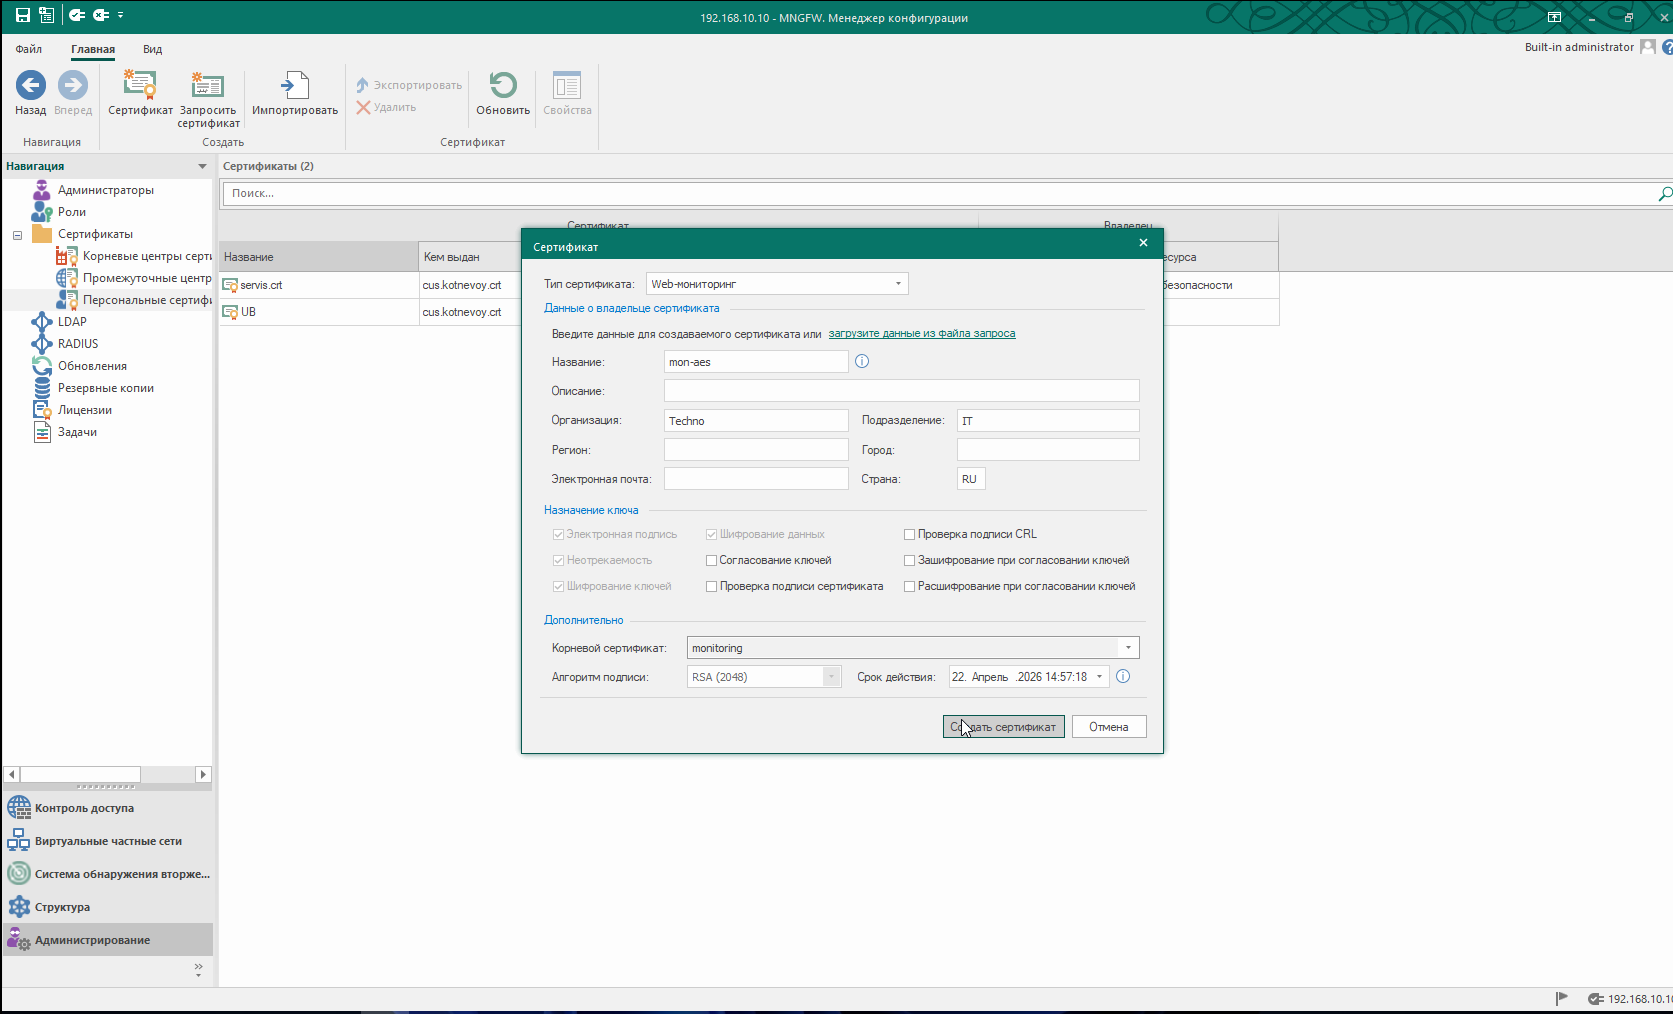 192.168.10.10 - MNGFW. Менеджер конфигурации
Файл
Главная
Вид
Built-in administrator
Назад
Вперед
Сертификат
Запросить сертификат
Импортировать
Экспортировать
Удалить
Обновить
Свойства
Навигация
Создать
Сертификат
Навигация
Администраторы
Роли
Сертификаты
Корневые центры серти
Промежуточные центр
Персональные сертифи
LDAP
RADIUS
Обновления
Резервные копии
Лицензии
Задачи
Контроль доступа
Виртуальные частные сети
Система обнаружения вторже...
Структура
Администрирование
Сертификаты (2)
Поиск...
Название
Кем выдан
есурса
servis.crt
cus.kotnevoy.crt
безопасности
UB
cus.kotnevoy.crt
Сертификат
Тип сертификата:
Web-мониторинг
Данные о владельце сертификата
Введите данные для создаваемого сертификата или загрузите данные из файла запроса
Название:
mon-aes
Описание:
Организация:
Techno
Подразделение:
IT
Регион:
Город:
Электронная почта:
Страна:
RU
Назначение ключа
Электронная подпись
Шифрование данных
Проверка подписи CRL
Неотрекаемость
Согласование ключей
Зашифрование при согласовании ключей
Шифрование ключей
Проверка подписи сертификата
Расшифрование при согласовании ключей
Дополнительно
Корневой сертификат:
monitoring
Алгоритм подписи:
RSA (2048)
Срок действия:
22. Апрель .2026 14:57:18
Создать сертификат
Отмена
192.168.10.10